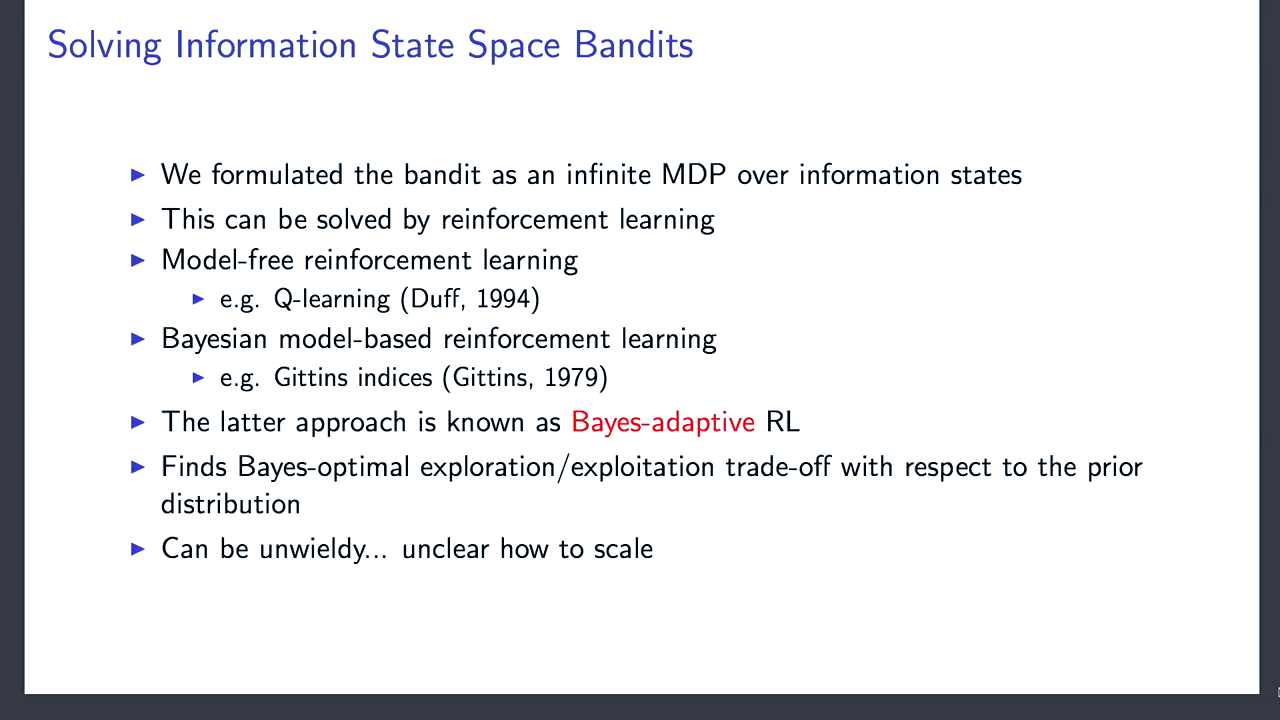 Solving Information State Space Bandits
We formulated the bandit as an infinite MDP over information states
This can be solved by reinforcement learning
Model-free reinforcement learning
e.g. Q-learning (Duff, 1994)
Bayesian model-based reinforcement learning
e.g. Gittins indices (Gittins, 1979)
The latter approach is known as Bayes-adaptive RL
Finds Bayes-optimal exploration/exploitation trade-off with respect to the prior
distribution
Can be unwieldy... unclear how to scale